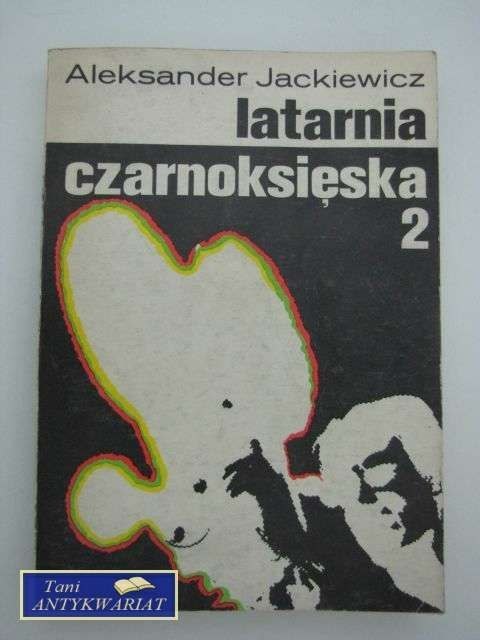 Aleksander Jackiewicz
latarnia
czarnoksięska
2
Tani
ANTYKWARIAT